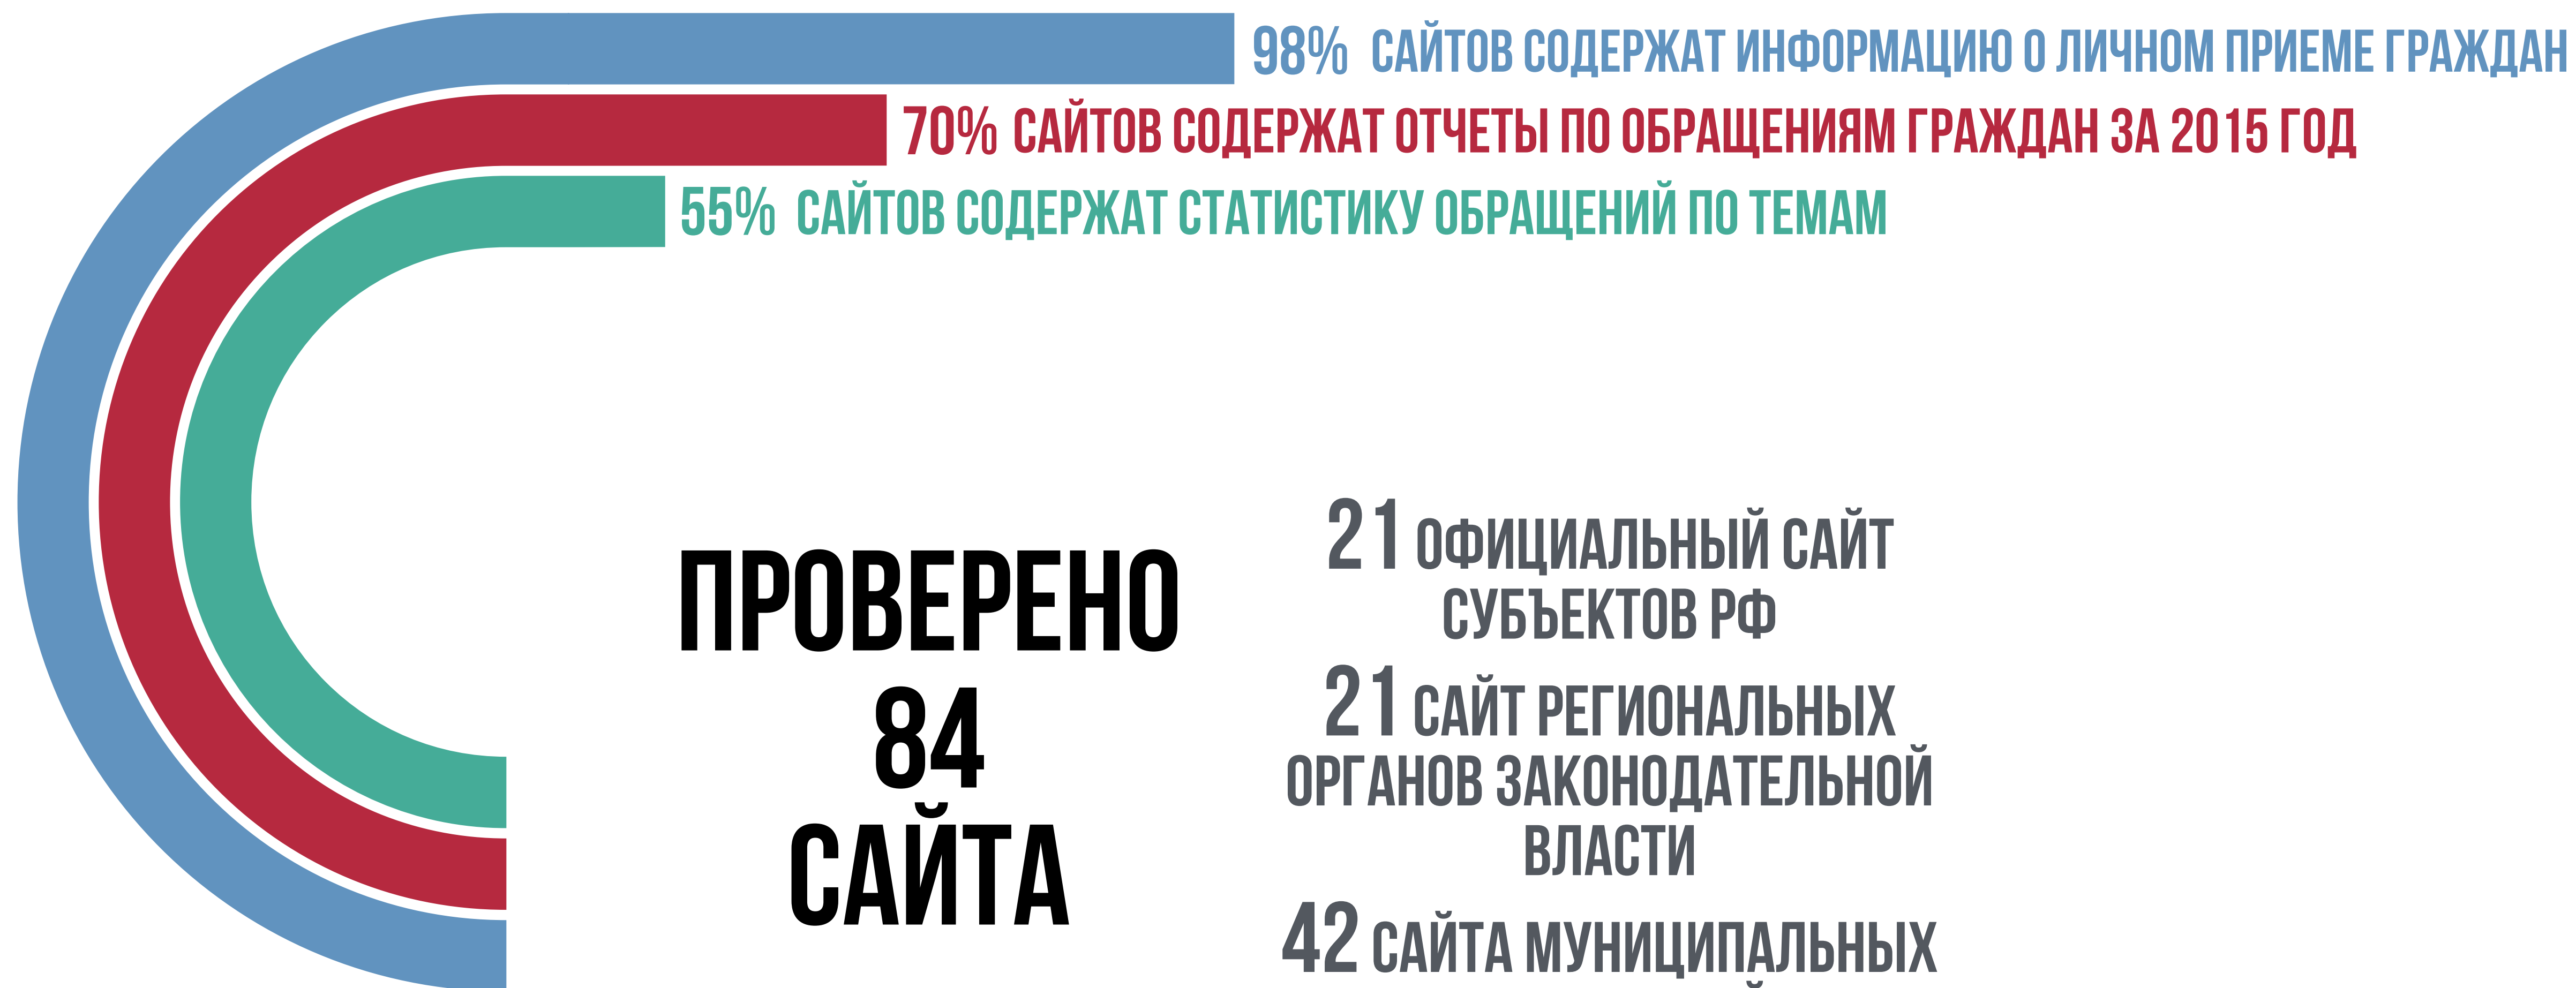 98% САЙТОВ СОДЕРЖАТ ИНФОРМАЦИЮ О ЛИЧНОМ ПРИЕМЕ ГРАЖДАН
70% САЙТОВ СОДЕРЖАТ ОТЧЕТЫ ПО ОБРАЩЕНИЯМ ГРАЖДАН ЗА 2015 ГОД
55% САЙТОВ СОДЕРЖАТ СТАТИСТИКУ ОБРАЩЕНИЙ ПО ТЕМАМ
ПРОВЕРЕНО
84
САЙТА
21 ОФИЦИАЛЬНЫЙ САЙТ
СУБЪЕКТОВ РФ
21 САЙТ РЕГИОНАЛЬНЫХ
ОРГАНОВ ЗАКОНОДАТЕЛЬНОЙ
ВЛАСТИ
42 САЙТА МУНИЦИПАЛЬНЫХ